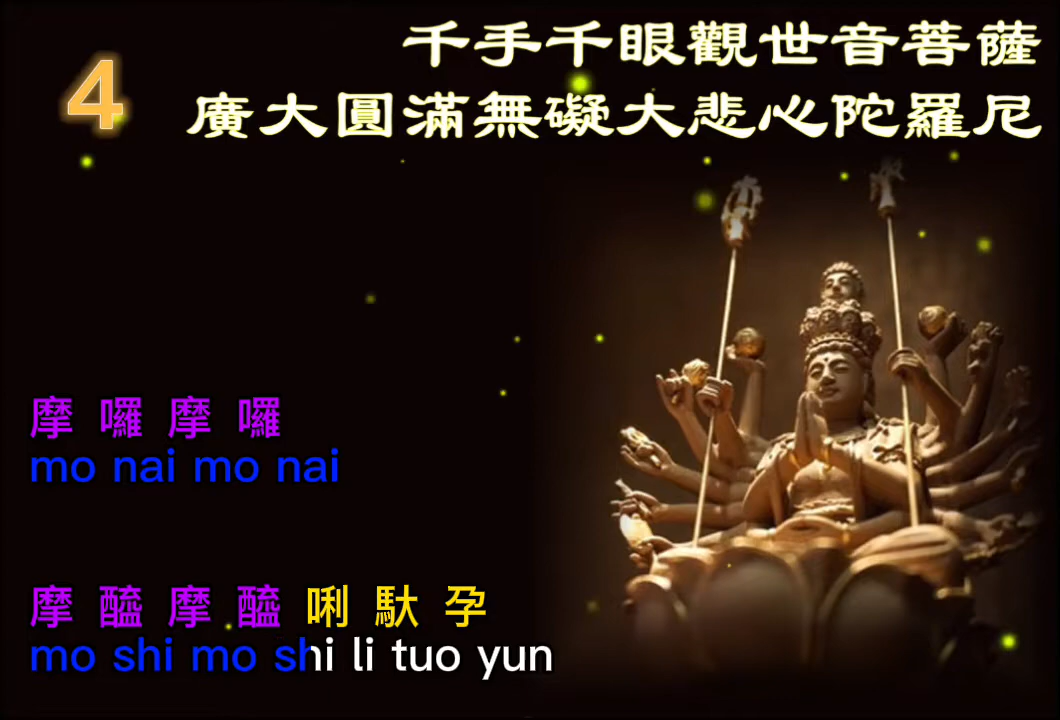 千手千眼觀世音菩薩
4
廣大圓滿無礙大悲心陀羅尼
摩 囉 摩 囉
mo nai mo nai
摩 醯 摩 醯 唎 馱 孕
mo shi mo shi li tuo yun